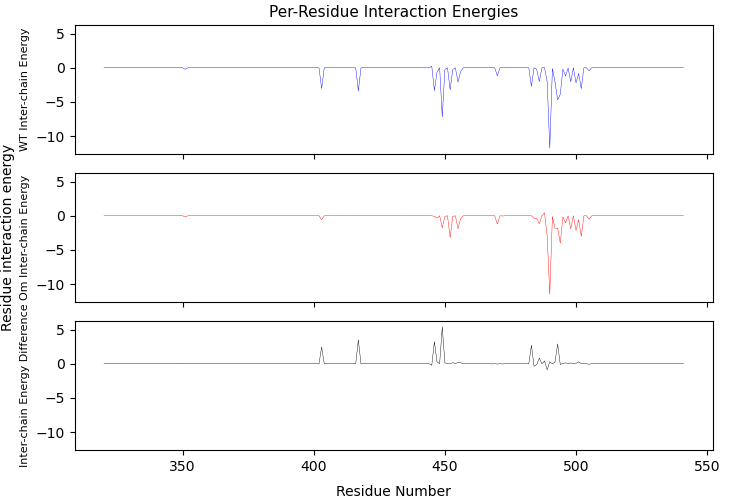 Per-Residue Interaction Energies
Residue interaction energy
WT Inter-chain Energy
5
0
−5
−10
Om Inter-chain Energy
5
0
−5
−10
Inter-chain Energy Difference
5
0
−5
−10
350
400
450
500
550
Residue Number